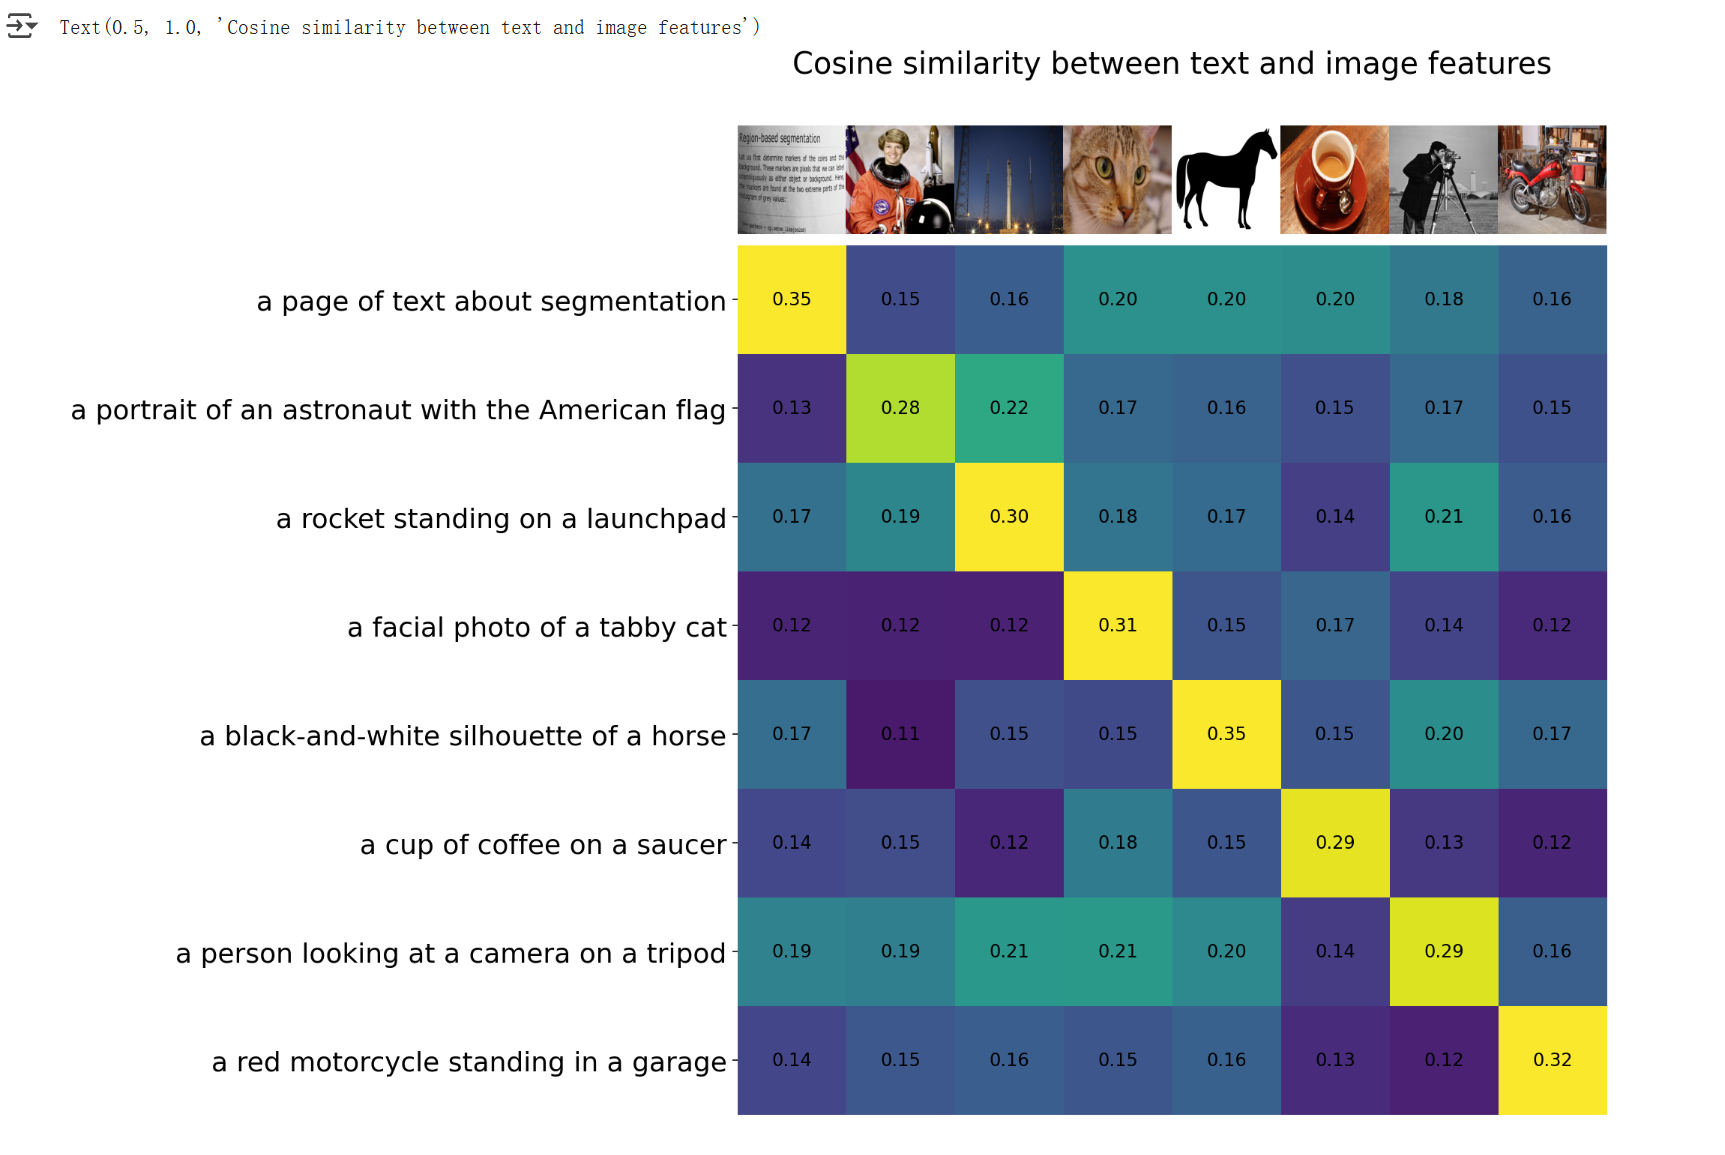 Text(0.5, 1.0, 'Cosine similarity between text and image features')
Cosine similarity between text and image features
Region-based segmentation
a page of text about segmentation 0.35 0.15 0.16 0.20 0.20 0.20 0.18 0.16
a portrait of an astronaut with the American flag 0.13 0.28 0.22 0.17 0.16 0.15 0.17 0.15
a rocket standing on a launchpad 0.17 0.19 0.30 0.18 0.17 0.14 0.21 0.16
a facial photo of a tabby cat 0.12 0.12 0.12 0.31 0.15 0.17 0.14 0.12
a black-and-white silhouette of a horse 0.17 0.11 0.15 0.15 0.35 0.15 0.20 0.17
a cup of coffee on a saucer 0.14 0.15 0.12 0.18 0.15 0.29 0.13 0.12
a person looking at a camera on a tripod 0.19 0.19 0.21 0.21 0.20 0.14 0.29 0.16
a red motorcycle standing in a garage 0.14 0.15 0.16 0.15 0.16 0.13 0.12 0.32